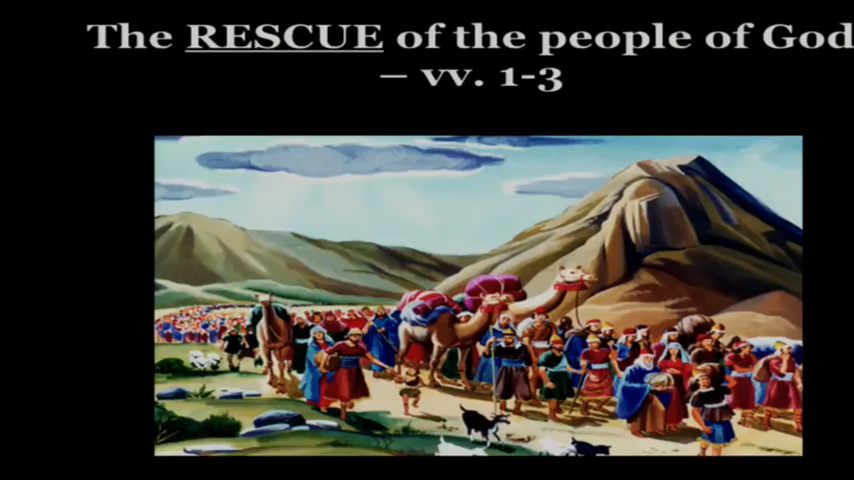 The RESCUE of the people of God
– vv. 1-3